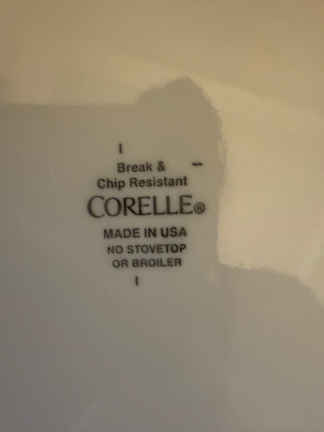 I
Break &
Chip Resistant
CORELLE®
MADE IN USA
NO STOVETOP
OR BROILER
I